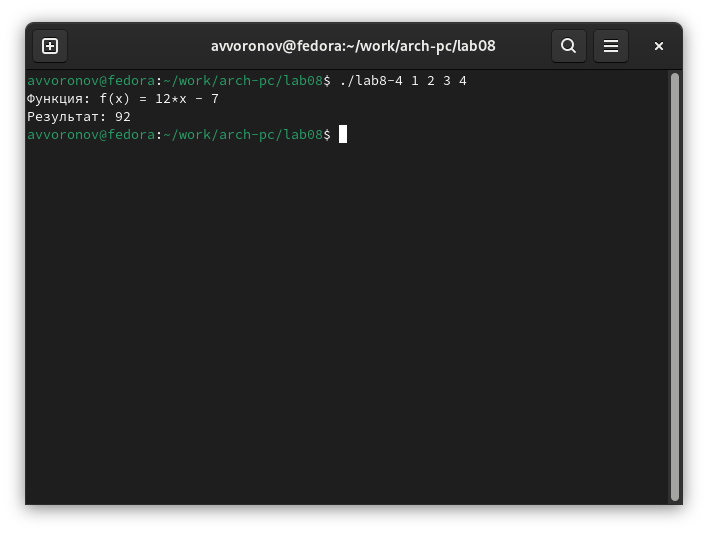 avvoronov@fedora:~/work/arch-pc/lab08
avvoronov@fedora:~/work/arch-pc/lab08$ ./lab8-4 1 2 3 4
Функция: f(x) = 12*x - 7
Результат: 92
avvoronov@fedora:~/work/arch-pc/lab08$